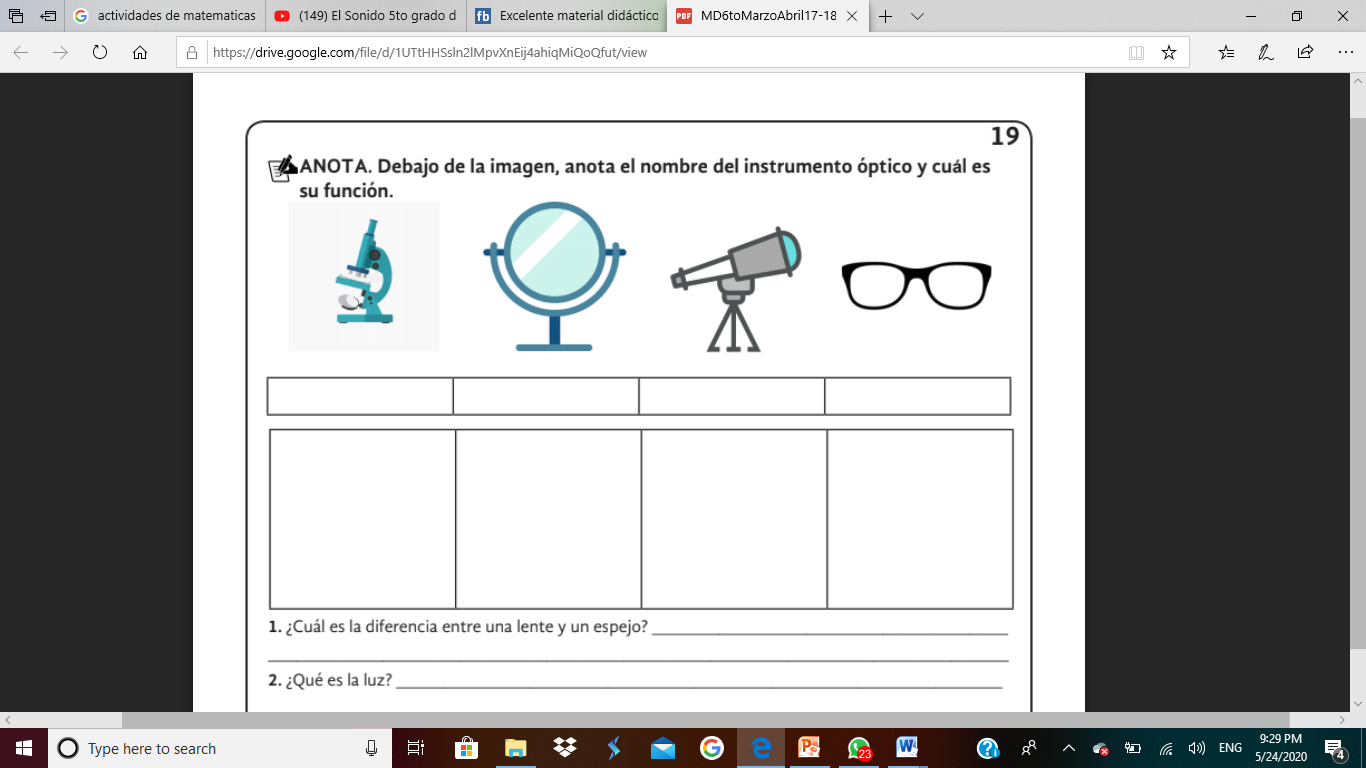 actividades de matematicas
(149) El Sonido 5to grado d
Excelente material didáctico
MD6toMarzoAbril17-18
https://drive.google.com/file/d/1UTtHHSsln2lMpvXnEij4ahiqMiQoQfut/view
19
ANOTA. Debajo de la imagen, anota el nombre del instrumento óptico y cuál es
su función.
1. ¿Cuál es la diferencia entre una lente y un espejo?
2. ¿Qué es la luz?
Type here to search
23
ENG
9:29 PM
5/24/2020
4